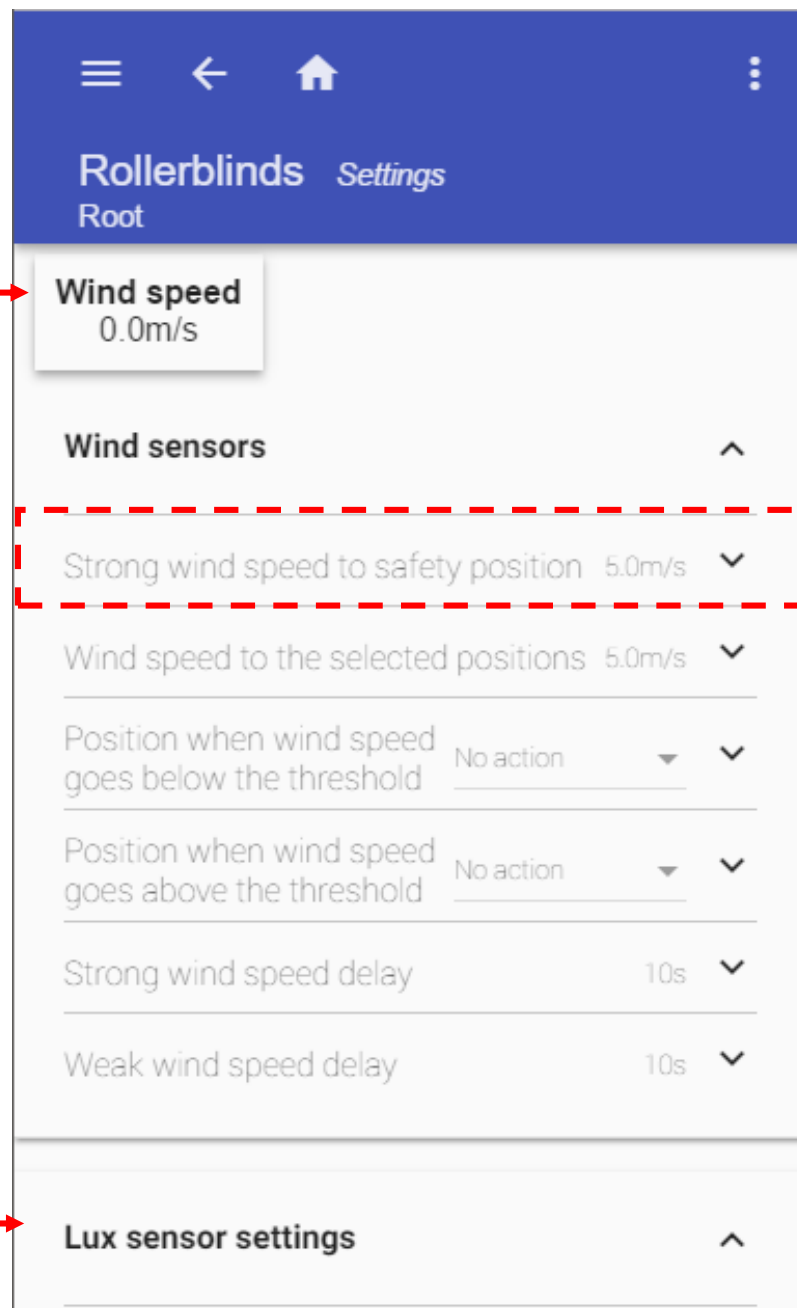 Rollerblinds Settings
Root
Wind speed
0.0m/s
Wind sensors
Strong wind speed to safety position 5.0m/s
Wind speed to the selected positions 5.0m/s
Position when wind speed
goes below the threshold
No action
Position when wind speed
goes above the threshold
No action
Strong wind speed delay 10s
Weak wind speed delay 10s
Lux sensor settings